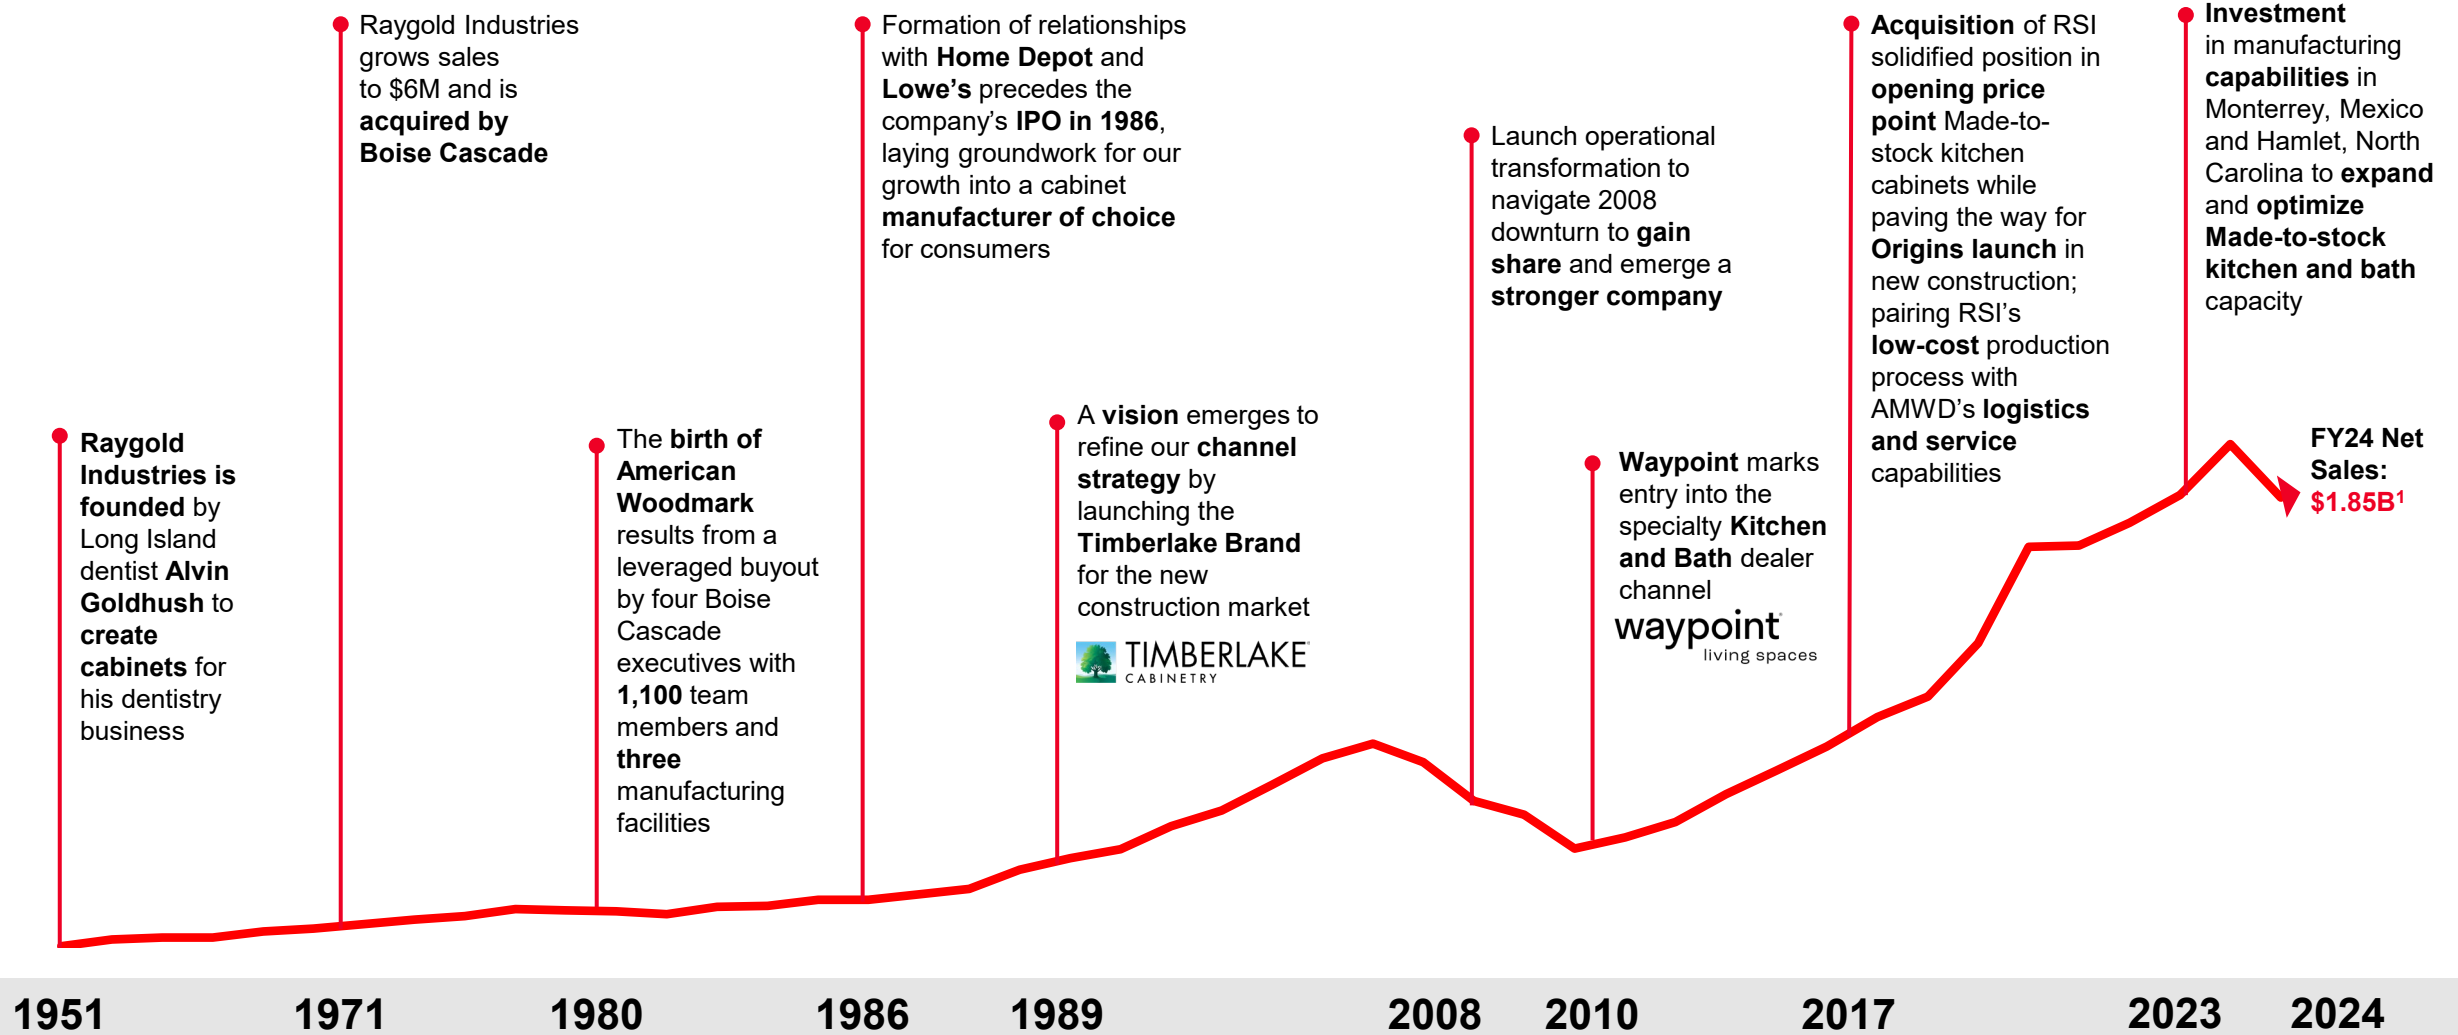 Raygold
Industries is
founded by
Long Island
dentist Alvin
Goldhush to
create
cabinets for
his dentistry
business
Raygold Industries
grows sales
to $6M and is
acquired by
Boise Cascade
The birth of
American
Woodmark
results from a
leveraged buyout
by four Boise
Cascade
executives with
1,100 team
members and
three
manufacturing
facilities
Formation of relationships
with Home Depot and
Lowe’s precedes the
company’s IPO in 1986,
laying groundwork for our
growth into a cabinet
manufacturer of choice
for consumers
A vision emerges to
refine our channel
strategy by
launching the
Timberlake Brand
for the new
construction market
TIMBERLAKE
CABINETRY
Launch operational
transformation to
navigate 2008
downturn to gain
share and emerge a
stronger company
Waypoint marks
entry into the
specialty Kitchen
and Bath dealer
channel
waypoint
living spaces
Acquisition of RSI
solidified position in
opening price
point Made-to-
stock kitchen
cabinets while
paving the way for
Origins launch in
new construction;
pairing RSI’s
low-cost production
process with
AMWD’s logistics
and service
capabilities
Investment
in manufacturing
capabilities in
Monterrey, Mexico
and Hamlet, North
Carolina to expand
and optimize
Made-to-stock
kitchen and bath
capacity
FY24 Net
Sales:
$1.85B¹
1951 1971 1980 1986 1989 2008 2010 2017 2023 2024